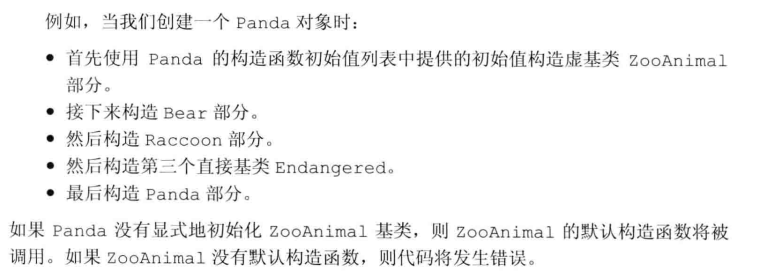 例如，当我们创建一个 Panda 对象时：
● 首先使用 Panda 的构造函数初始值列表中提供的初始值构造虚基类 ZooAnimal
部分。
● 接下来构造 Bear 部分。
● 然后构造 Raccoon 部分。
● 然后构造第三个直接基类 Endangered。
● 最后构造 Panda 部分。
如果 Panda 没有显式地初始化 ZooAnimal 基类，则 ZooAnimal 的默认构造函数将被
调用。如果 ZooAnimal 没有默认构造函数，则代码将发生错误。